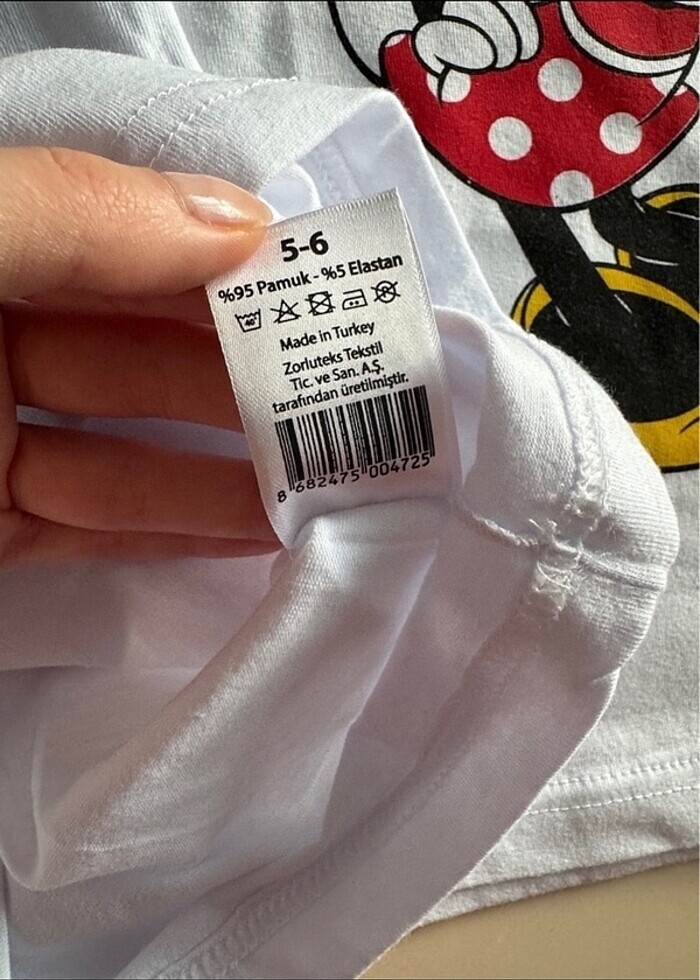 5-6
%95 Pamuk - %5 Elastan
40
Made in Turkey
Zorluteks Tekstil
Tic. ve San. A.Ş.
tarafından üretilmiştir.
8 682475 004725